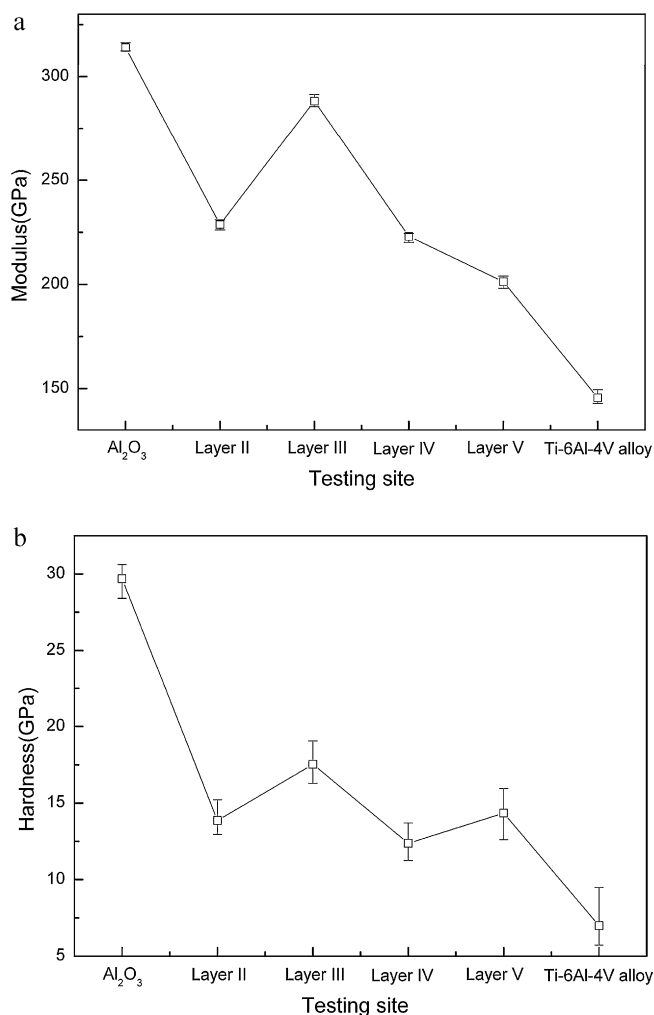 a
300
250
200
150
Modulus(GPa)
Al₂O₃ Layer II Layer III Layer IV Layer V Ti-6Al-4V alloy
Testing site
b
30
25
20
15
10
5
Hardness(GPa)
Al₂O₃ Layer II Layer III Layer IV Layer V Ti-6Al-4V alloy
Testing site